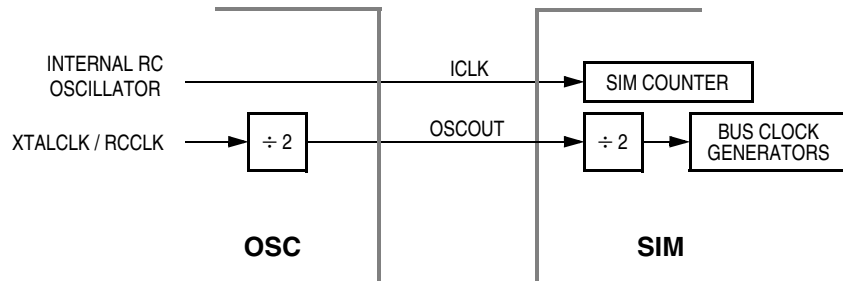 INTERNAL RC
OSCILLATOR
ICLK
SIM COUNTER
XTALCLK / RCCLK
÷ 2
OSCOUT
÷ 2
BUS CLOCK
GENERATORS
OSC
SIM